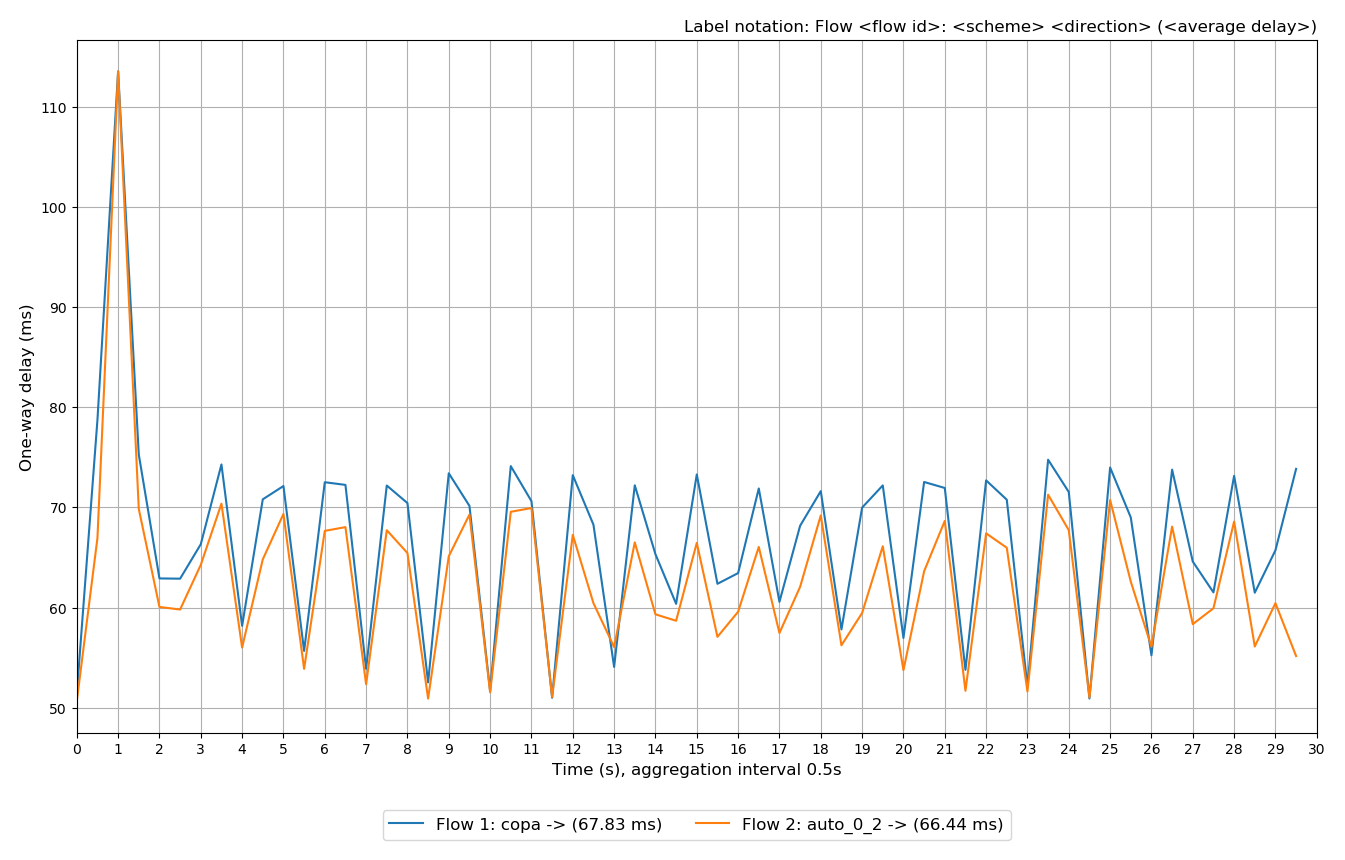 Label notation: Flow <flow id>: <scheme> <direction> (<average delay>)
110
100
90
80
70
60
50
One-way delay (ms)
0 1 2 3 4 5 6 7 8 9 10 11 12 13 14 15 16 17 18 19 20 21 22 23 24 25 26 27 28 29 30
Time (s), aggregation interval 0.5s
Flow 1: copa -> (67.83 ms) Flow 2: auto_0_2 -> (66.44 ms)